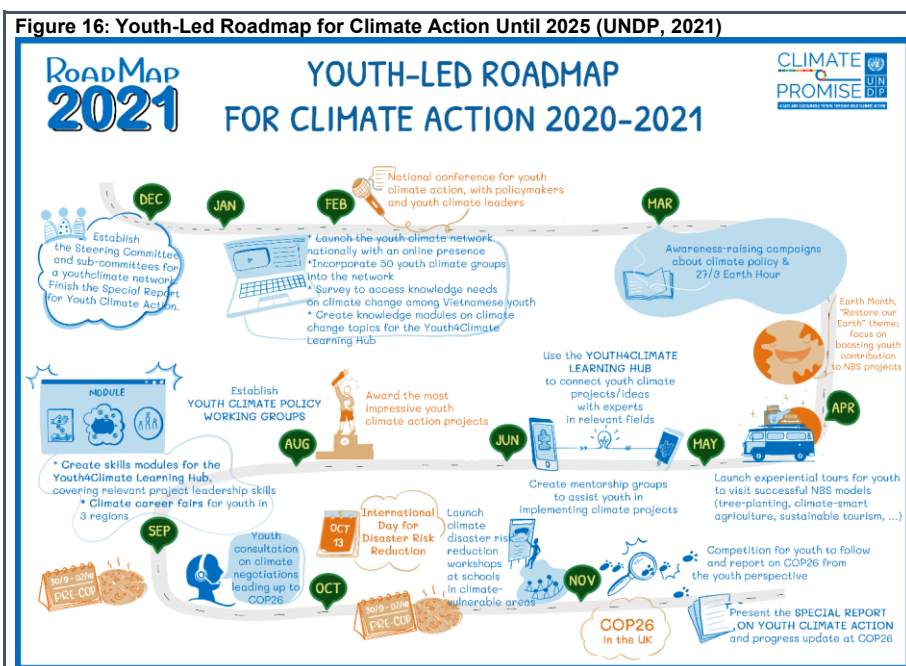 Figure 16: Youth-Led Roadmap for Climate Action Until 2025 (UNDP, 2021)
ROADMAP
2021
YOUTH-LED ROADMAP
FOR CLIMATE ACTION 2020-2021
CLIMATE
PROMISE
U N
D P
DEC
JAN
FEB
National conference for youth
climate action, with policymakers
and youth climate leaders
MAR
Establish
the Steering Committee
and sub-committees for
a youthclimate network.
Finish the Special Report
for Youth Climate Action.
* Launch the youth climate network
nationally with an online presence
*Incorporate 50 youth climate groups
into the network
* Survey to access knowledge needs
on climate change among Vietnamese youth
* Create knowledge modules on climate
change topics for the Youth4Climate
Learning Hub
Awareness-raising campaigns
about climate policy &
27/3 Earth Hour
Earth Month,
"Restore our
Earth" theme;
focus on
boosting youth
contribution
to NBS projects
APR
Launch experiential tours for youth
to visit successful NBS models
(tree-planting, climate-smart
agriculture, sustainable tourism, ...)
MAY
Use the YOUTH4CLIMATE
LEARNING HUB
to connect youth climate
projects/ideas
with experts
in relevant fields
Create mentorship groups
to assist youth in
implementing climate projects
JUN
Award the most
impressive youth
climate action projects
AUG
Establish
YOUTH CLIMATE POLICY
WORKING GROUPS
MODULE
* Create skills modules for the
Youth4Climate Learning Hub,
covering relevant project leadership skills
* Climate career fairs for youth in
3 regions
SEP
30/9 - 02/10
PRE-COP
Youth
consultation
on climate
negotiations
leading up to
COP26
OCT
OCT
13
International
Day for
Disaster Risk
Reduction
30/9 - 02/10
PRE-COP
Launch
climate
disaster risk
reduction
workshops
at schools
in climate-
vulnerable areas
NOV
Competition for youth to follow
and report on COP26 from
the youth perspective
COP26
in the UK
Present the SPECIAL REPORT
ON YOUTH CLIMATE ACTION
and progress update at COP26